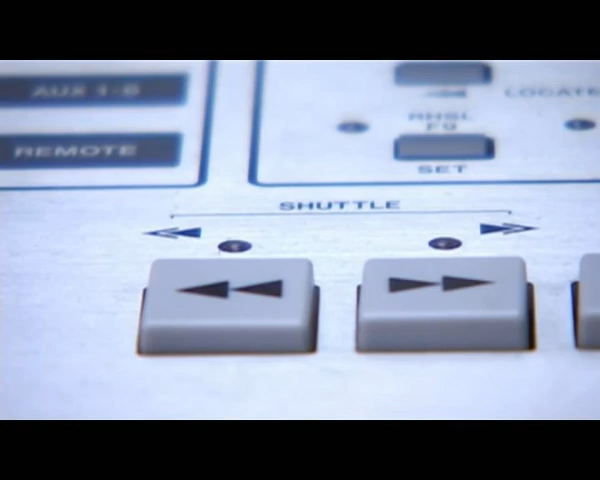 AUX 1-8
REMOTE
LOCATE
RHSL
SET
SHUTTLE